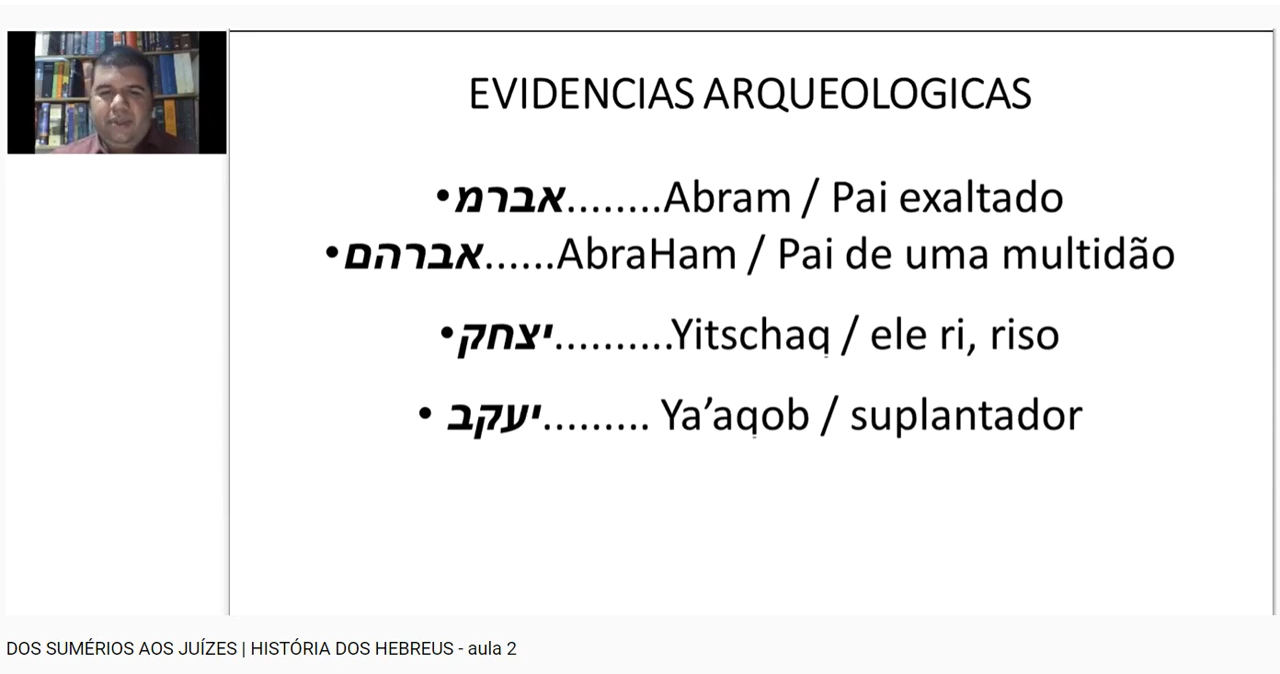 EVIDENCIAS ARQUEOLOGICAS
•אברמ........Abram / Pai exaltado
•אברהם......AbraHam / Pai de uma multidão
•יצחק..........Yitschaq / ele ri, riso
• יעקב......... Ya’aqob / suplantador
DOS SUMÉRIOS AOS JUÍZES | HISTÓRIA DOS HEBREUS - aula 2